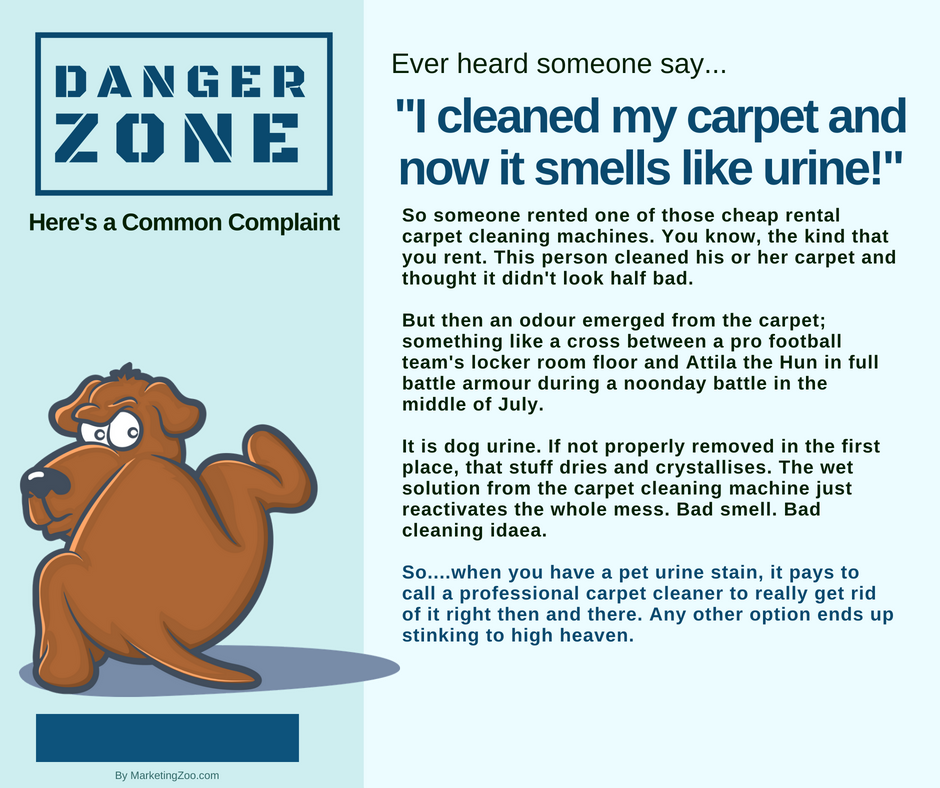 DANGER
ZONE
Here's a Common Complaint
Ever heard someone say...
"I cleaned my carpet and
now it smells like urine!"
So someone rented one of those cheap rental
carpet cleaning machines. You know, the kind that
you rent. This person cleaned his or her carpet and
thought it didn't look half bad.
But then an odour emerged from the carpet;
something like a cross between a pro football
team's locker room floor and Attila the Hun in full
battle armour during a noonday battle in the
middle of July.
It is dog urine. If not properly removed in the first
place, that stuff dries and crystallises. The wet
solution from the carpet cleaning machine just
reactivates the whole mess. Bad smell. Bad
cleaning idaea.
So....when you have a pet urine stain, it pays to
call a professional carpet cleaner to really get rid
of it right then and there. Any other option ends up
stinking to high heaven.
By MarketingZoo.com